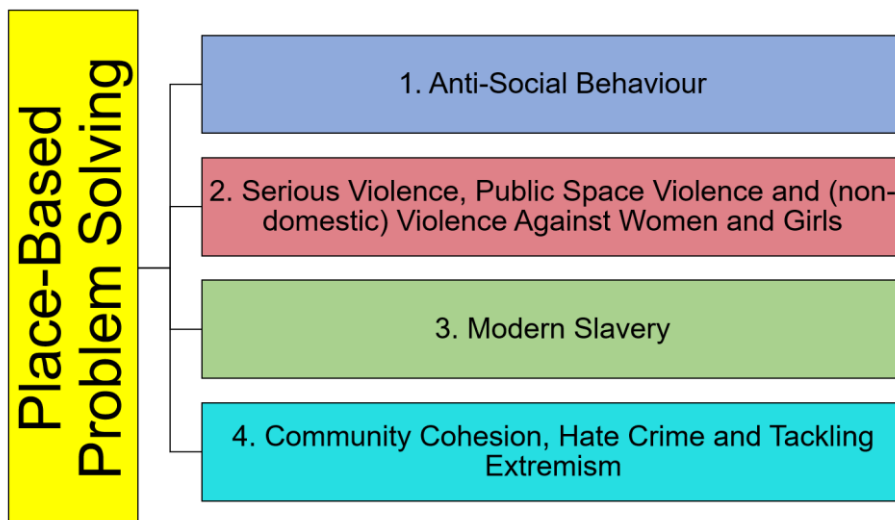 Place-Based
Problem Solving
1. Anti-Social Behaviour
2. Serious Violence, Public Space Violence and (non-
domestic) Violence Against Women and Girls
3. Modern Slavery
4. Community Cohesion, Hate Crime and Tackling
Extremism